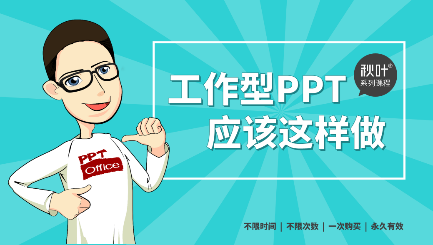 秋叶®
系列课程
工作型PPT
应该这样做
PPT
Office
不限时间 | 不限次数 | 一次购买 | 永久有效